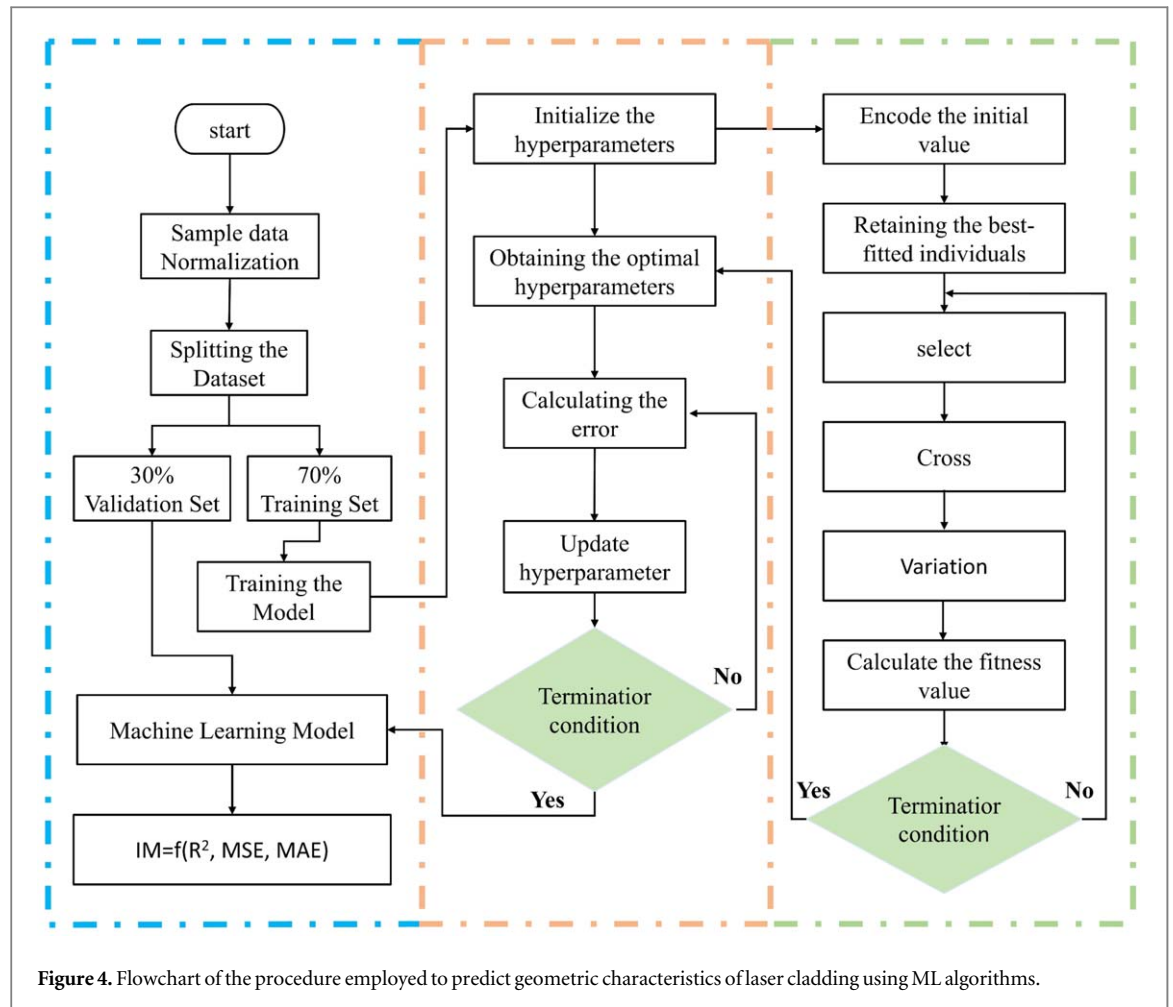 start
Sample data
Normalization
Splitting the
Dataset
30%
Validation Set
70%
Training Set
Training the
Model
Machine Learning Model
IM=f(R², MSE, MAE)
Initialize the
hyperparameters
Obtaining the optimal
hyperparameters
Calculating the
error
Update
hyperparameter
Terminatior
condition
No
Yes
Encode the initial
value
Retaining the best-
fitted individuals
select
Cross
Variation
Calculate the fitness
value
Terminatior
condition
Yes
No
Figure 4. Flowchart of the procedure employed to predict geometric characteristics of laser cladding using ML algorithms.